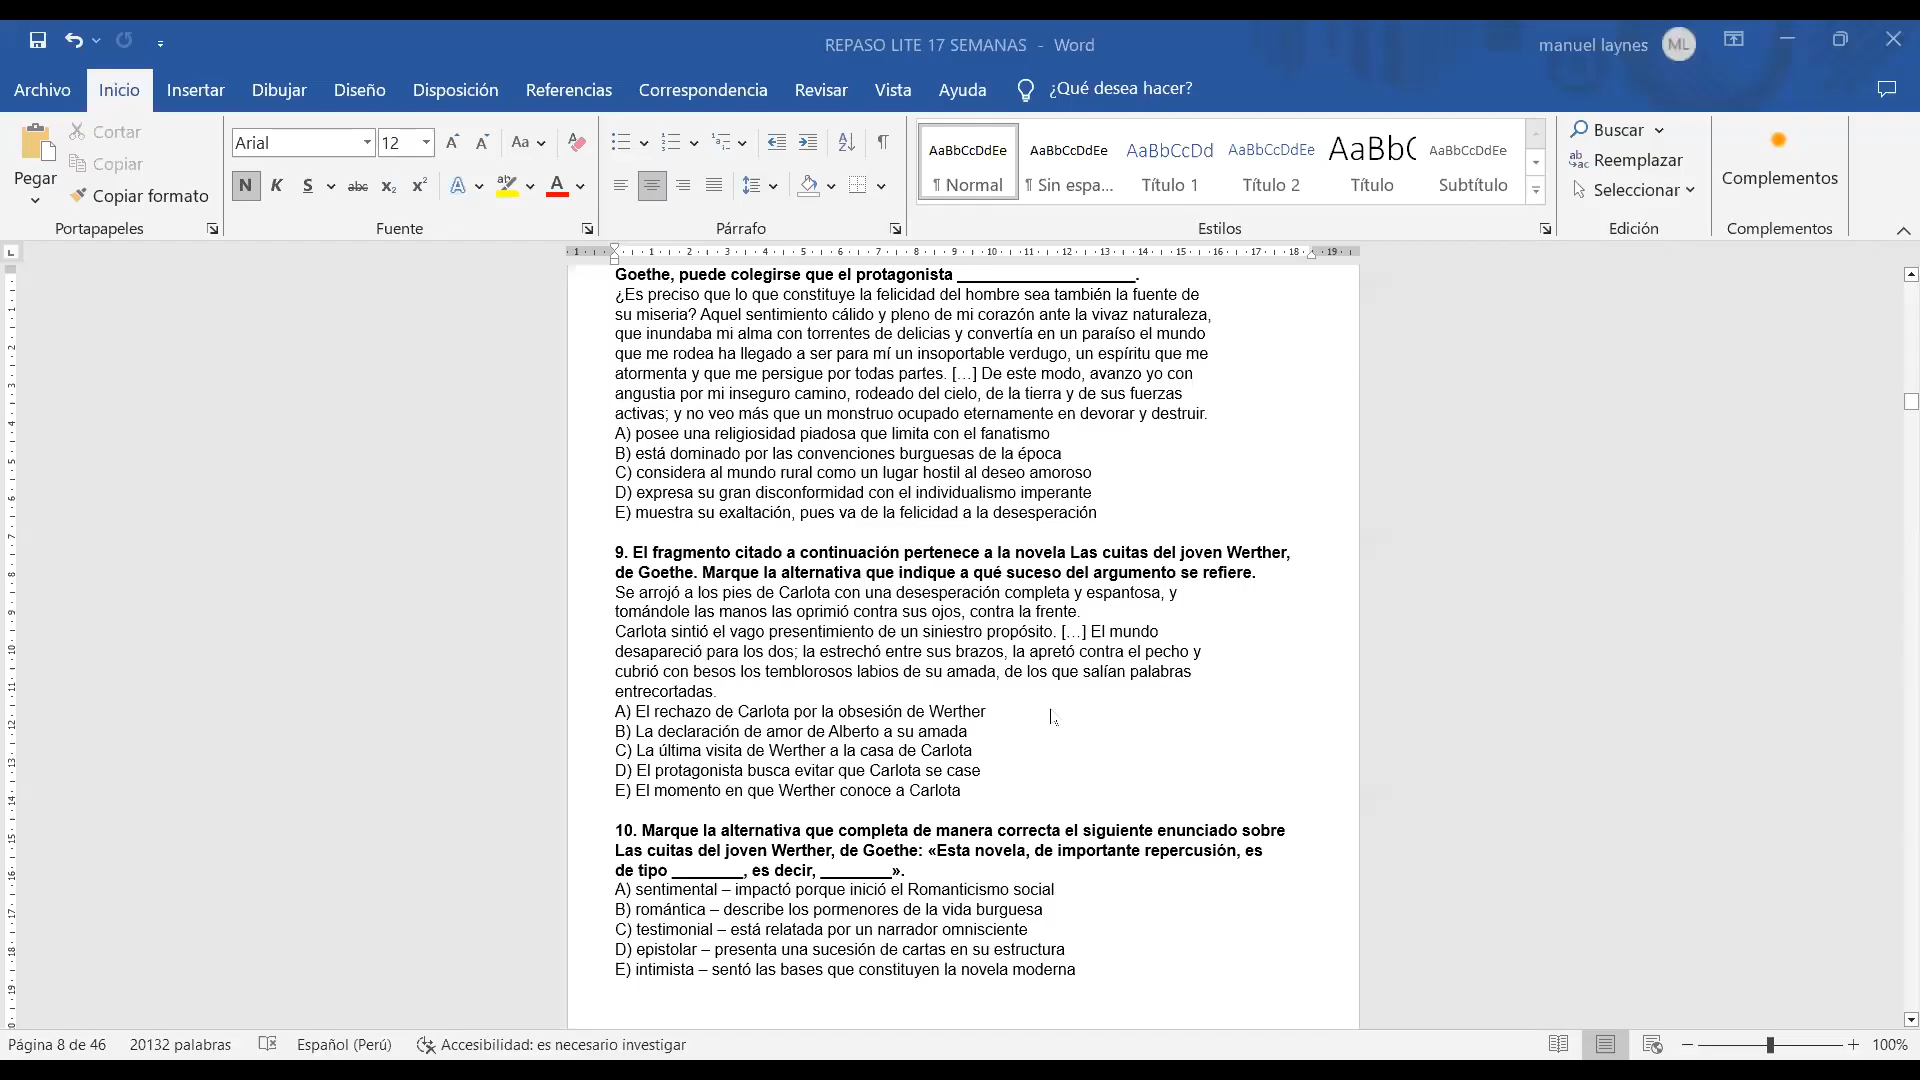 REPASO LITE 17 SEMANAS - Word
manuel laynes
ML
Archivo
Inicio
Insertar
Dibujar
Diseño
Disposición
Referencias
Correspondencia
Revisar
Vista
Ayuda
¿Qué desea hacer?
Pegar
Cortar
Copiar
Copiar formato
Portapapeles
Arial
12
Fuente
Párrafo
AaBbCcDdEe
¶ Normal
AaBbCcDdEe
¶ Sin espa...
AaBbCcDd
Título 1
AaBbCcDdEe
Título 2
AaBbC
Título
AaBbCcDdEe
Subtítulo
Estilos
Buscar
Reemplazar
Seleccionar
Edición
Complementos
Complementos
Goethe, puede colegirse que el protagonista ____________________.
¿Es preciso que lo que constituye la felicidad del hombre sea también la fuente de
su miseria? Aquel sentimiento cálido y pleno de mi corazón ante la vivaz naturaleza,
que inundaba mi alma con torrentes de delicias y convertía en un paraíso el mundo
que me rodea ha llegado a ser para mí un insoportable verdugo, un espíritu que me
atormenta y que me persigue por todas partes. […] De este modo, avanzo yo con
angustia por mi inseguro camino, rodeado del cielo, de la tierra y de sus fuerzas
activas; y no veo más que un monstruo ocupado eternamente en devorar y destruir.
A) posee una religiosidad piadosa que limita con el fanatismo
B) está dominado por las convenciones burguesas de la época
C) considera al mundo rural como un lugar hostil al deseo amoroso
D) expresa su gran disconformidad con el individualismo imperante
E) muestra su exaltación, pues va de la felicidad a la desesperación
9. El fragmento citado a continuación pertenece a la novela Las cuitas del joven Werther,
de Goethe. Marque la alternativa que indique a qué suceso del argumento se refiere.
Se arrojó a los pies de Carlota con una desesperación completa y espantosa, y
tomándole las manos las oprimió contra sus ojos, contra la frente.
Carlota sintió el vago presentimiento de un siniestro propósito. […] El mundo
desapareció para los dos; la estrechó entre sus brazos, la apretó contra el pecho y
cubrió con besos los temblorosos labios de su amada, de los que salían palabras
entrecortadas.
A) El rechazo de Carlota por la obsesión de Werther
B) La declaración de amor de Alberto a su amada
C) La última visita de Werther a la casa de Carlota
D) El protagonista busca evitar que Carlota se case
E) El momento en que Werther conoce a Carlota
10. Marque la alternativa que completa de manera correcta el siguiente enunciado sobre
Las cuitas del joven Werther, de Goethe: «Esta novela, de importante repercusión, es
de tipo ________, es decir, ________».
A) sentimental – impactó porque inició el Romanticismo social
B) romántica – describe los pormenores de la vida burguesa
C) testimonial – está relatada por un narrador omnisciente
D) epistolar – presenta una sucesión de cartas en su estructura
E) intimista – sentó las bases que constituyen la novela moderna
Página 8 de 46
20132 palabras
Español (Perú)
Accesibilidad: es necesario investigar
100%